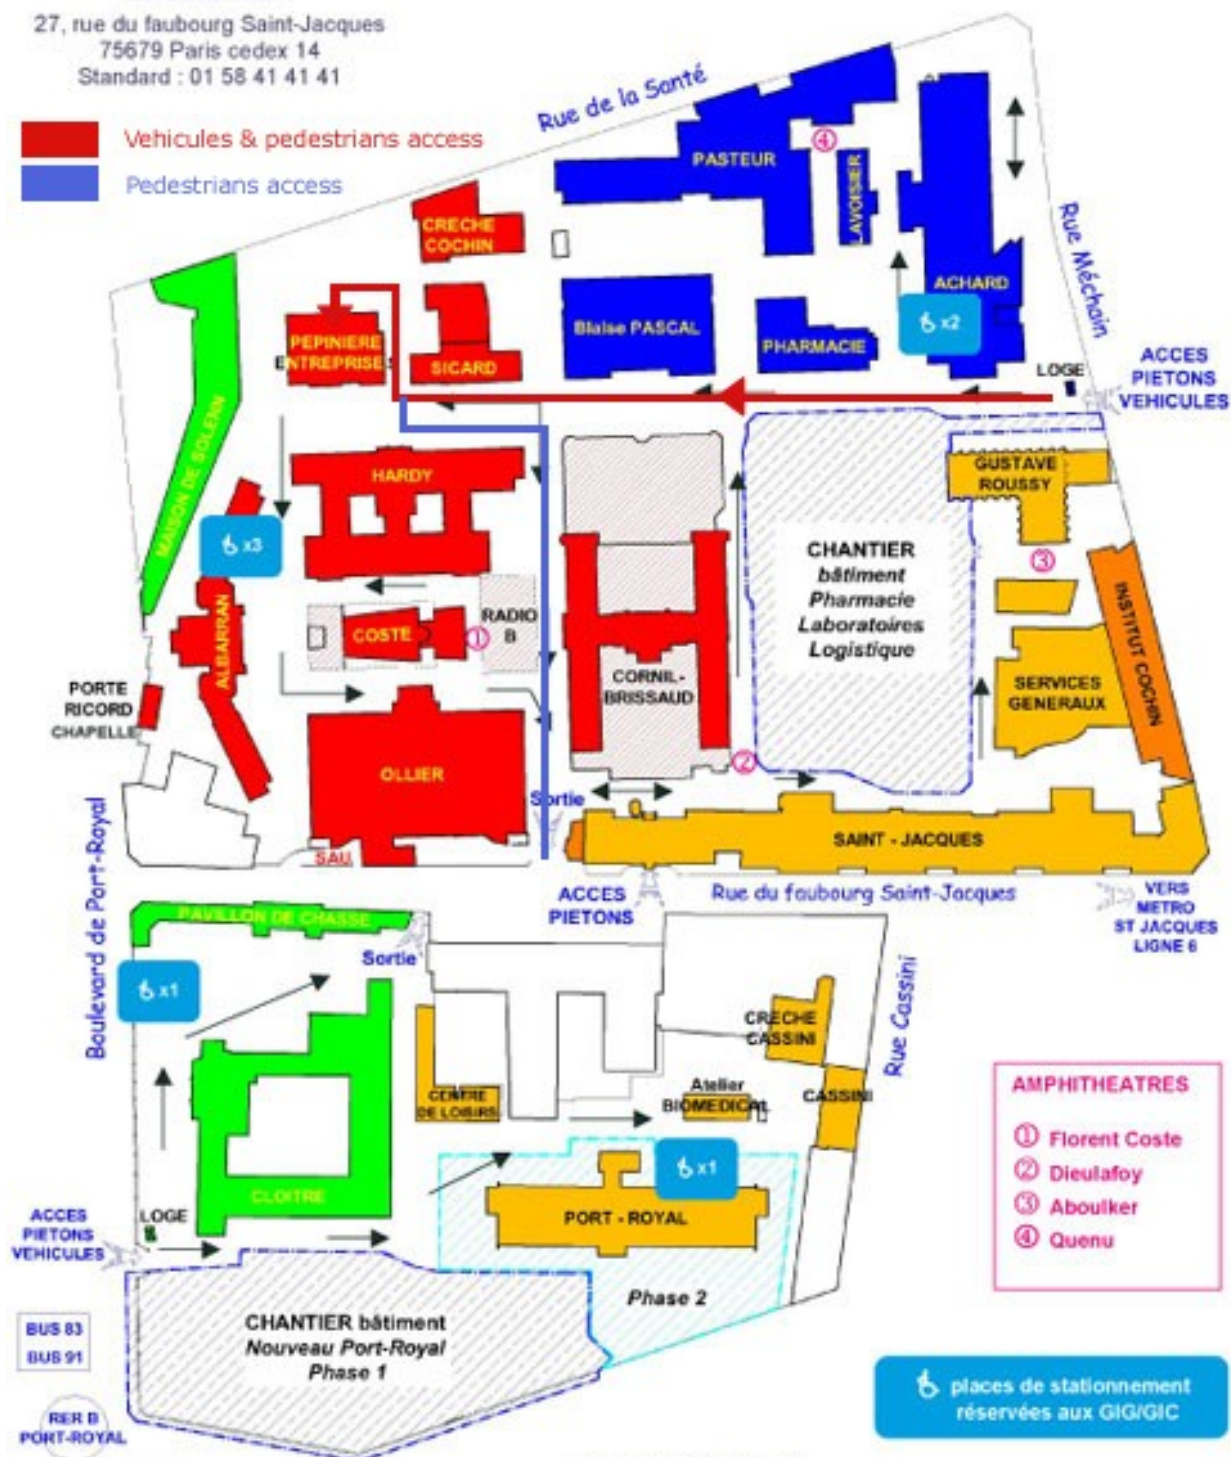 27, rue du faubourg Saint-Jacques
75679 Paris cedex 14
Standard : 01 58 41 41 41
Vehicules & pedestrians access
Pedestrians access
Rue de la Santé
PASTEUR
④
LAVOISIER
CRECHE
COCHIN
Rue Méchain
ACHARD
x2
PEPINIERE
ENTREPRISES
SICARD
Blaise PASCAL
PHARMACIE
LOGE
ACCES
PIETONS
VEHICULES
MAISON DE SOLENN
HARDY
GUSTAVE
ROUSSY
x3
CHANTIER
bâtiment
Pharmacie
Laboratoires
Logistique
③
INSTITUT COCHIN
ALBARRAN
COSTE
①
RADIO
B
CORNIL-
BRISSAUD
SERVICES
GENERAUX
PORTE
RICORD
CHAPELLE
OLLIER
②
Sortie
SAINT - JACQUES
SAU
Boulevard de Port-Royal
ACCES
PIETONS
Rue du faubourg Saint-Jacques
VERS
METRO
ST JACQUES
LIGNE 6
PAVILLON DE CHASSE
Sortie
x1
Rue Cassini
CRECHE
CASSINI
CENTRE
DE LOISIRS
Atelier
BIOMEDICAL
CASSINI
AMPHITHEATRES
① Florent Coste
② Dieulafoy
③ Aboulker
④ Quenu
x1
CLOITRE
PORT - ROYAL
LOGE
ACCES
PIETONS
VEHICULES
Phase 2
CHANTIER bâtiment
Nouveau Port-Royal
Phase 1
BUS 83
BUS 91
RER B
PORT-ROYAL
places de stationnement
réservées aux GIG/GIC